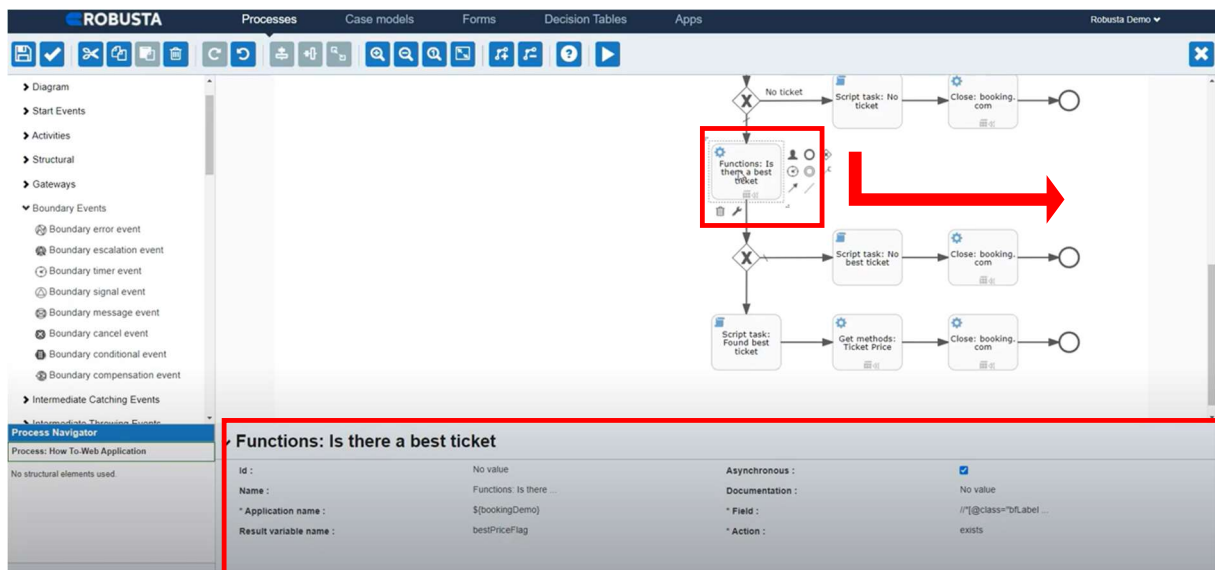 ROBUSTA
Processes
Case models
Forms
Decision Tables
Apps
Robusta Demo
Diagram
Start Events
Activities
Structural
Gateways
Boundary Events
Boundary error event
Boundary escalation event
Boundary timer event
Boundary signal event
Boundary message event
Boundary cancel event
Boundary conditional event
Boundary compensation event
Intermediate Catching Events
Intermediate Throwing Events
Process Navigator
Process: How To-Web Application
No structural elements used.
No ticket
Script task: No
ticket
Close: booking.
com
Functions: Is
there a best
ticket
Script task: No
best ticket
Close: booking.
com
Script task:
Found best
ticket
Get methods:
Ticket Price
Close: booking.
com
Functions: Is there a best ticket
Id : No value
Asynchronous :
Name : Functions: Is there ...
Documentation : No value
* Application name : ${bookingDemo}
* Field : //*[@class="bfLabel ...
Result variable name : bestPriceFlag
* Action : exists